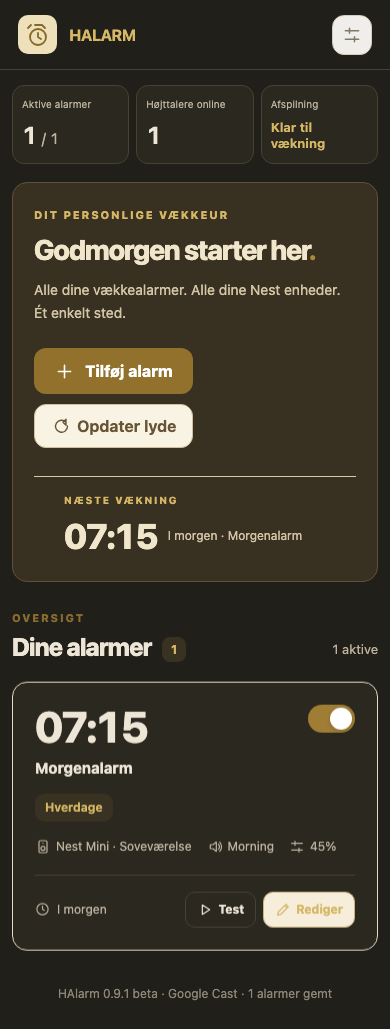 HALARM
Aktive alarmer
1 / 1
Højttalere online
1
Afspilning
Klar til
vækning
DIT PERSONLIGE VÆKKEUR
Godmorgen starter her.
Alle dine vækkealarmer. Alle dine Nest enheder.
Ét enkelt sted.
Tilføj alarm
Opdater lyde
NÆSTE VÆKNING
07:15 I morgen · Morgenalarm
OVERSIGT
Dine alarmer 1
1 aktive
07:15
Morgenalarm
Hverdage
Nest Mini · Soveværelse Morning 45%
I morgen Test Rediger
HAlarm 0.9.1 beta · Google Cast · 1 alarmer gemt